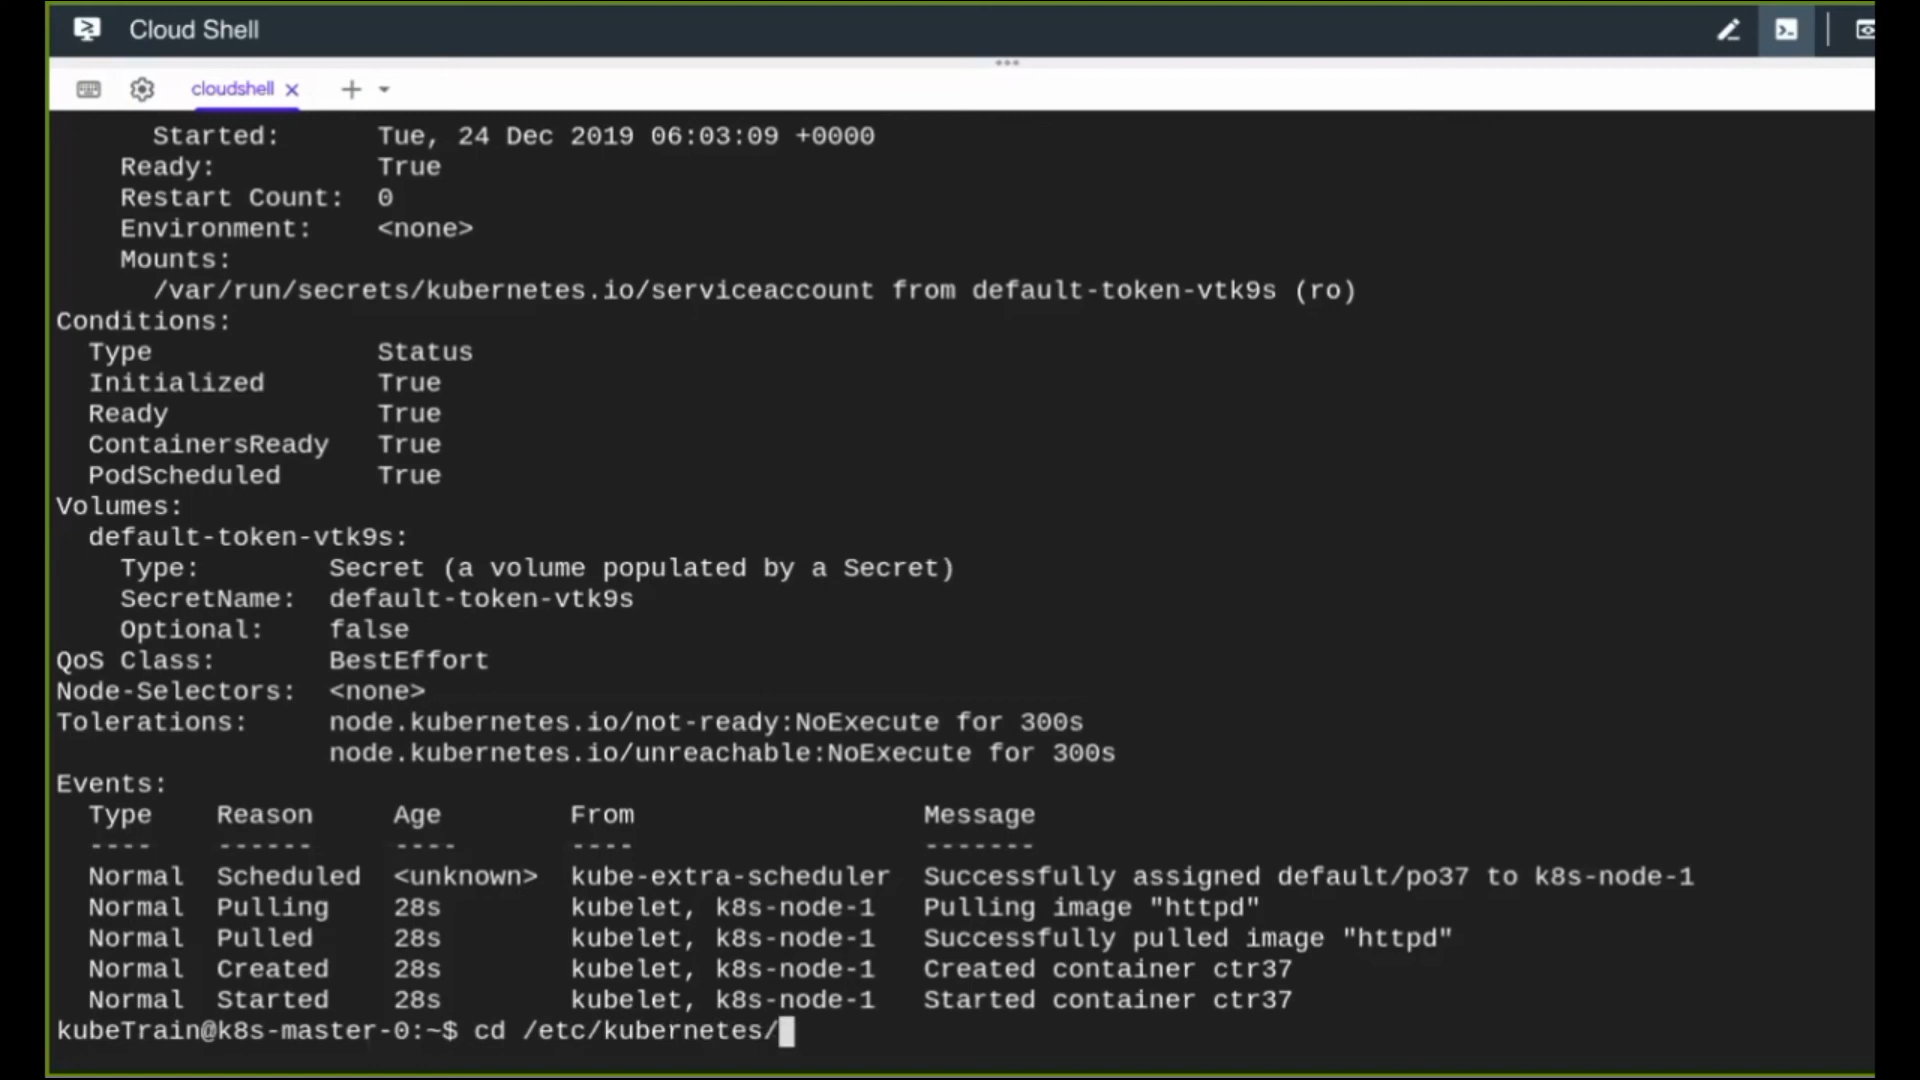 Cloud Shell
cloudshell
Started: Tue, 24 Dec 2019 06:03:09 +0000
Ready: True
Restart Count: 0
Environment: <none>
Mounts:
/var/run/secrets/kubernetes.io/serviceaccount from default-token-vtk9s (ro)
Conditions:
Type Status
Initialized True
Ready True
ContainersReady True
PodScheduled True
Volumes:
default-token-vtk9s:
Type: Secret (a volume populated by a Secret)
SecretName: default-token-vtk9s
Optional: false
QoS Class: BestEffort
Node-Selectors: <none>
Tolerations: node.kubernetes.io/not-ready:NoExecute for 300s
node.kubernetes.io/unreachable:NoExecute for 300s
Events:
Type Reason Age From Message
---- ------ ---- ---- -------
Normal Scheduled <unknown> kube-extra-scheduler Successfully assigned default/po37 to k8s-node-1
Normal Pulling 28s kubelet, k8s-node-1 Pulling image "httpd"
Normal Pulled 28s kubelet, k8s-node-1 Successfully pulled image "httpd"
Normal Created 28s kubelet, k8s-node-1 Created container ctr37
Normal Started 28s kubelet, k8s-node-1 Started container ctr37
kubeTrain@k8s-master-0:~$ cd /etc/kubernetes/